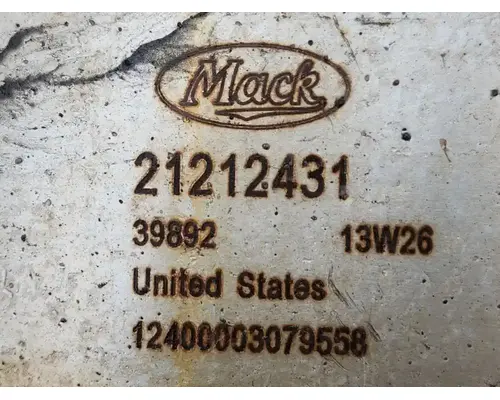 Mack
21212431
39892 13W26
United States
12400003079558